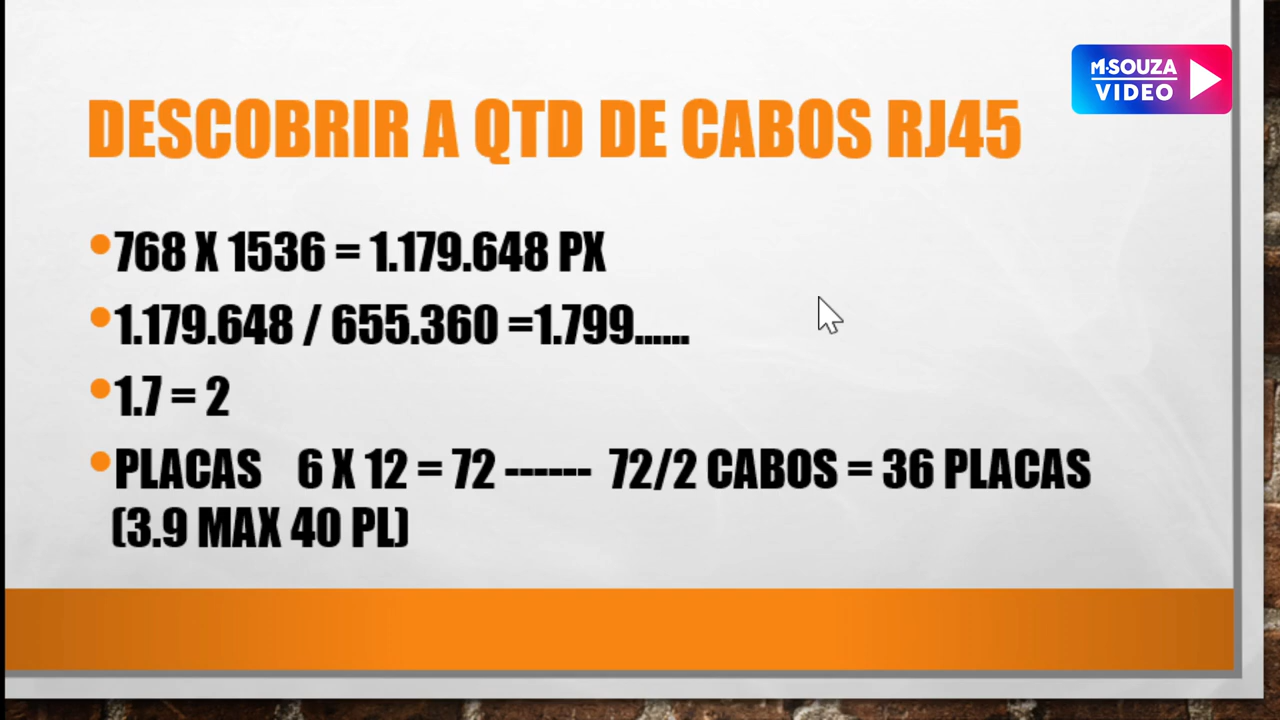 M·SOUZA
VIDEO
DESCOBRIR A QTD DE CABOS RJ45
•768 X 1536 = 1.179.648 PX
•1.179.648 / 655.360 =1.799......
•1.7 = 2
•PLACAS 6 X 12 = 72 ------ 72/2 CABOS = 36 PLACAS
(3.9 MAX 40 PL)